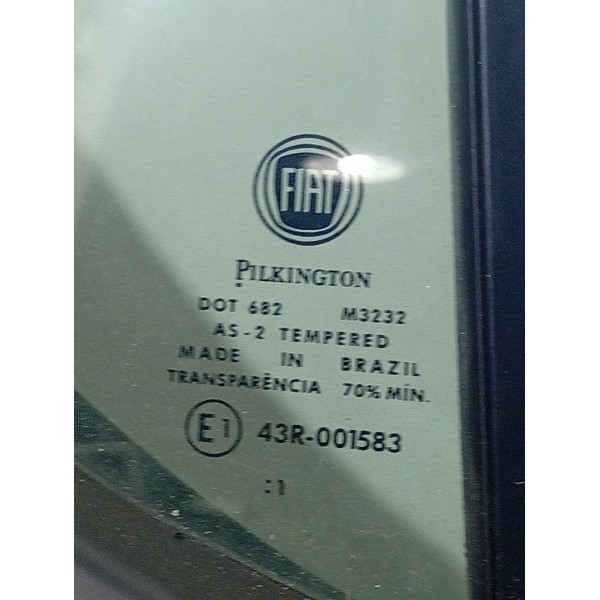 FIAT
PILKINGTON
DOT 682 M3232
AS-2 TEMPERED
MADE IN BRAZIL
TRANSPARÊNCIA 70% MÍN.
E1 43R-001583
:1